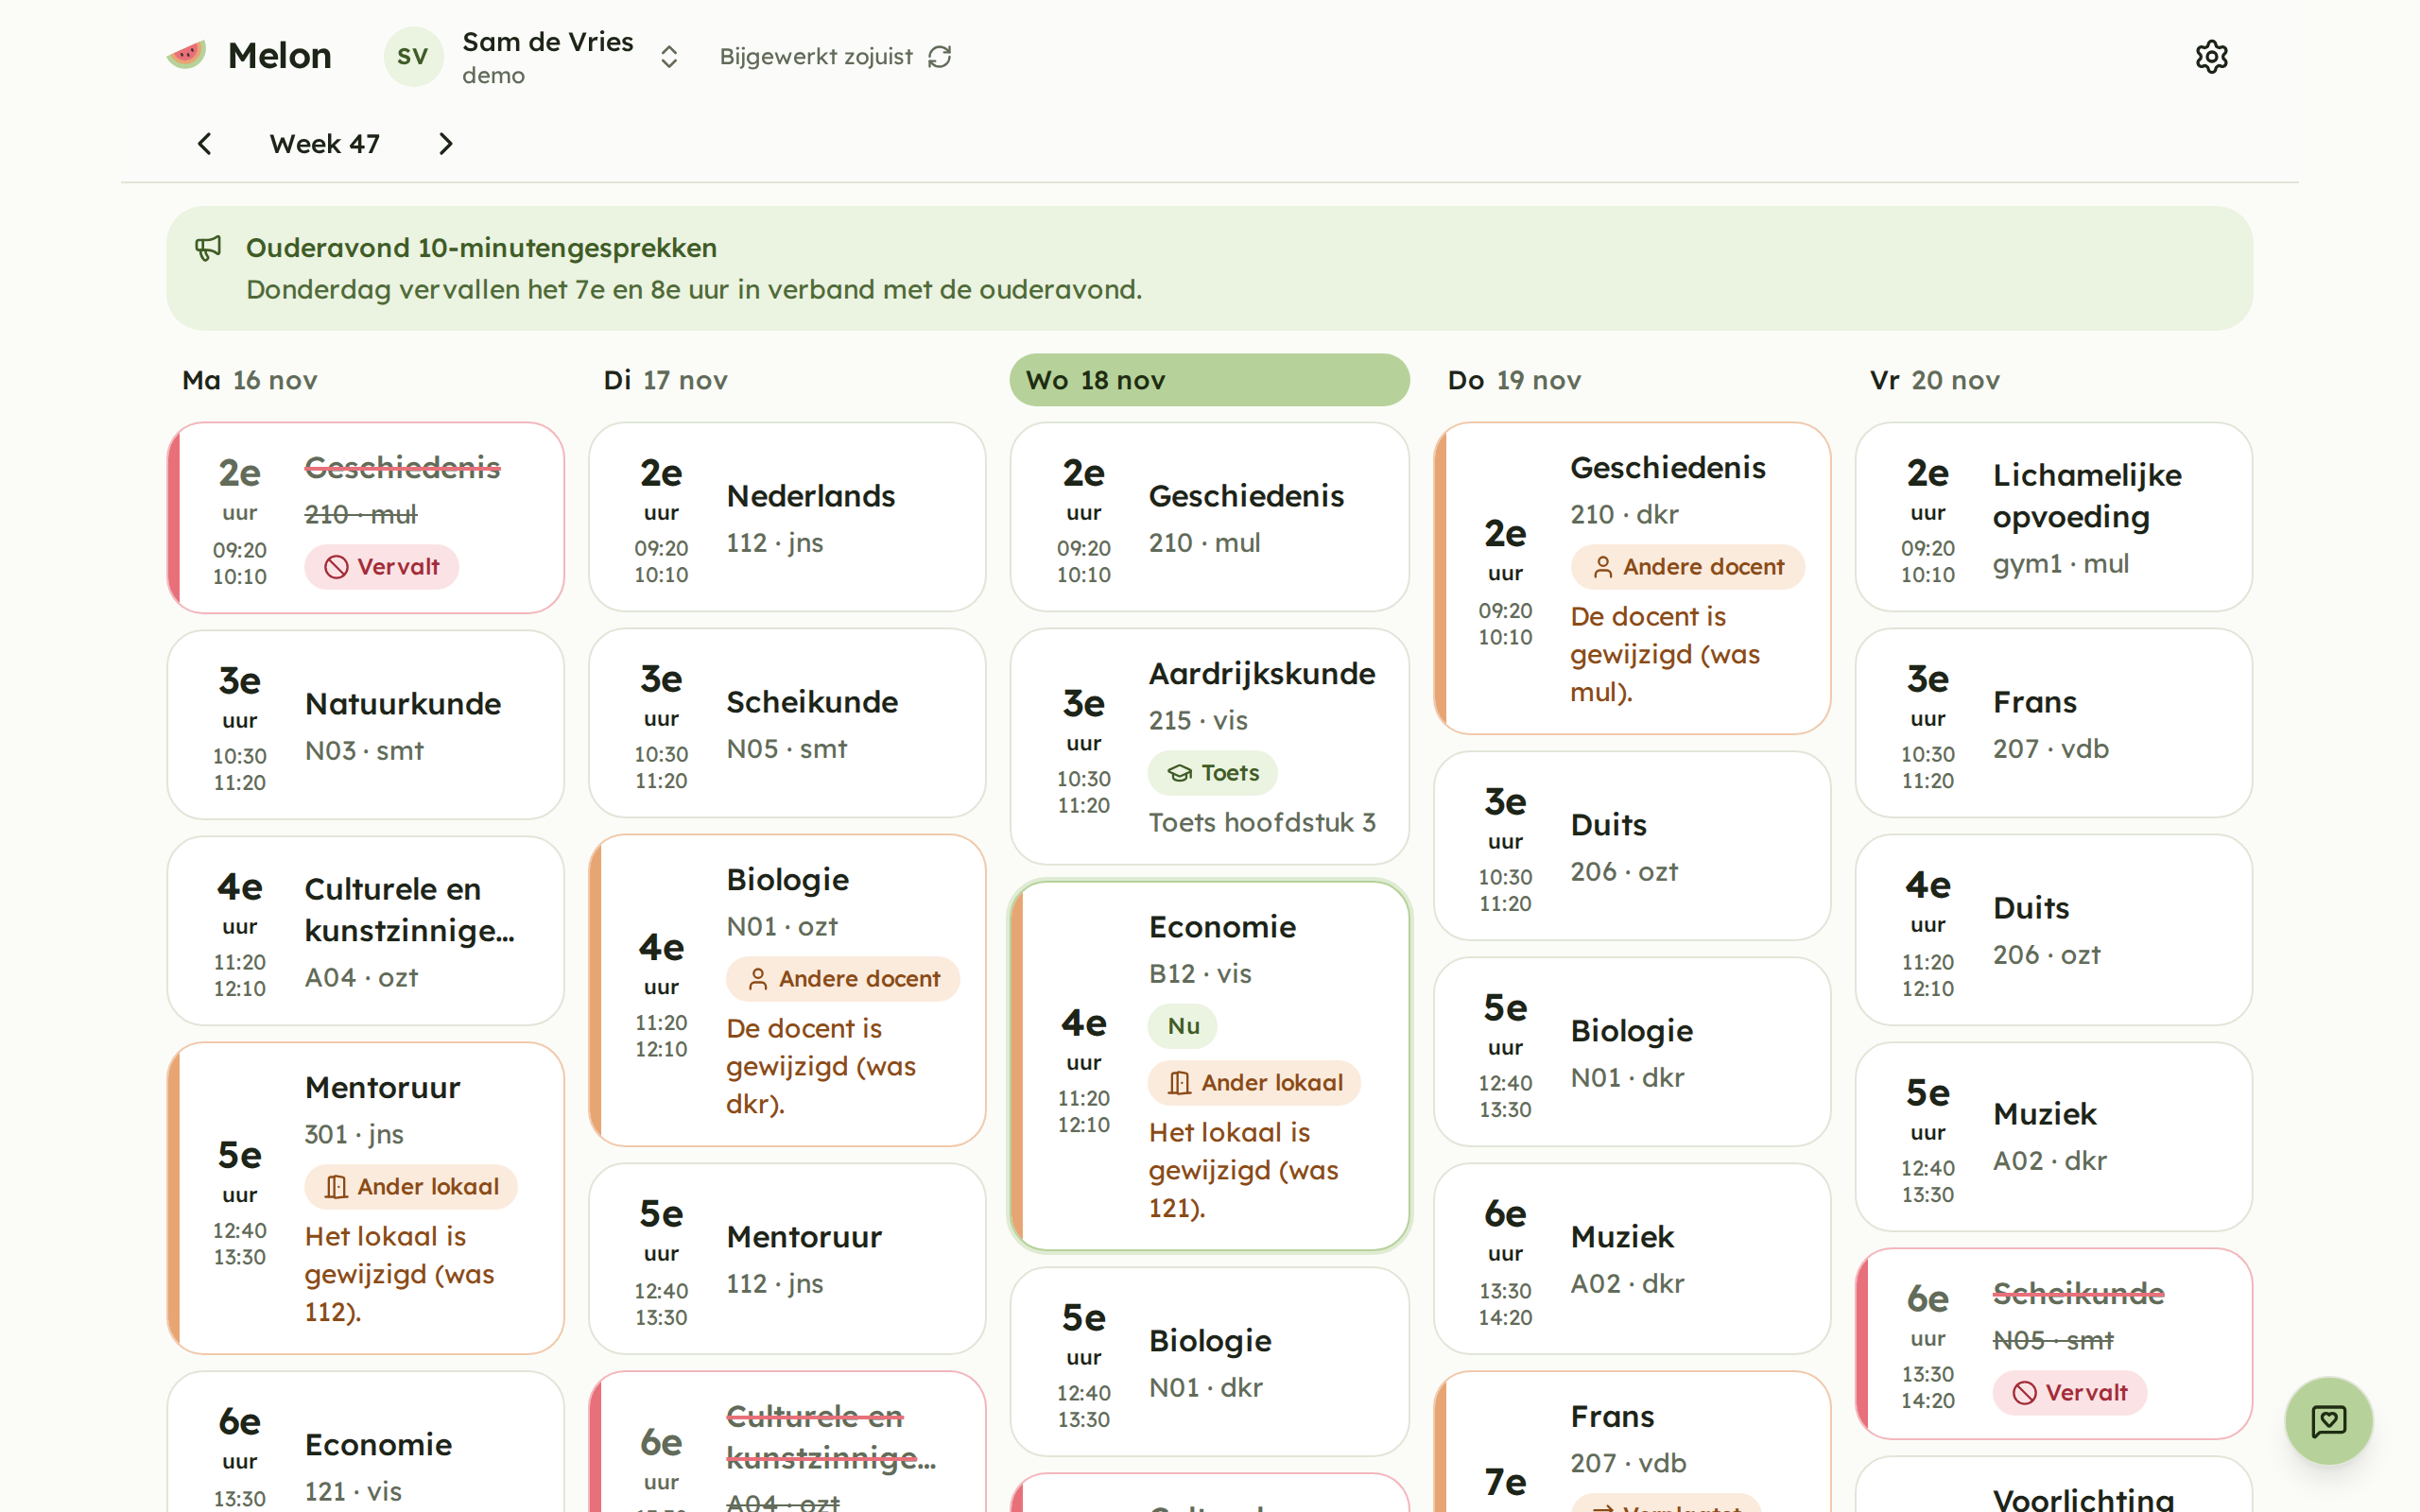 Melon
SV
Sam de Vries
demo
Bijgewerkt zojuist
Week 47
Ouderavond 10-minutengesprekken
Donderdag vervallen het 7e en 8e uur in verband met de ouderavond.
Ma 16 nov
2e
uur
09:20
10:10
Geschiedenis
210 · mul
Vervalt
3e
uur
10:30
11:20
Natuurkunde
N03 · smt
4e
uur
11:20
12:10
Culturele en
kunstzinnige...
A04 · ozt
5e
uur
12:40
13:30
Mentoruur
301 · jns
Ander lokaal
Het lokaal is
gewijzigd (was
112).
6e
uur
13:30
Economie
121 · vis
Di 17 nov
2e
uur
09:20
10:10
Nederlands
112 · jns
3e
uur
10:30
11:20
Scheikunde
N05 · smt
4e
uur
11:20
12:10
Biologie
N01 · ozt
Andere docent
De docent is
gewijzigd (was
dkr).
5e
uur
12:40
13:30
Mentoruur
112 · jns
6e
uur
Culturele en
kunstzinnige...
A04 · ozt
Wo 18 nov
2e
uur
09:20
10:10
Geschiedenis
210 · mul
3e
uur
10:30
11:20
Aardrijkskunde
215 · vis
Toets
Toets hoofdstuk 3
4e
uur
11:20
12:10
Economie
B12 · vis
Nu
Ander lokaal
Het lokaal is
gewijzigd (was
121).
5e
uur
12:40
13:30
Biologie
N01 · dkr
Do 19 nov
2e
uur
09:20
10:10
Geschiedenis
210 · dkr
Andere docent
De docent is
gewijzigd (was
mul).
3e
uur
10:30
11:20
Duits
206 · ozt
5e
uur
12:40
13:30
Biologie
N01 · dkr
6e
uur
13:30
14:20
Muziek
A02 · dkr
7e
Frans
207 · vdb
Verplaatst
Vr 20 nov
2e
uur
09:20
10:10
Lichamelijke
opvoeding
gym1 · mul
3e
uur
10:30
11:20
Frans
207 · vdb
4e
uur
11:20
12:10
Duits
206 · ozt
5e
uur
12:40
13:30
Muziek
A02 · dkr
6e
uur
13:30
14:20
Scheikunde
N05 · smt
Vervalt
Voorlichting